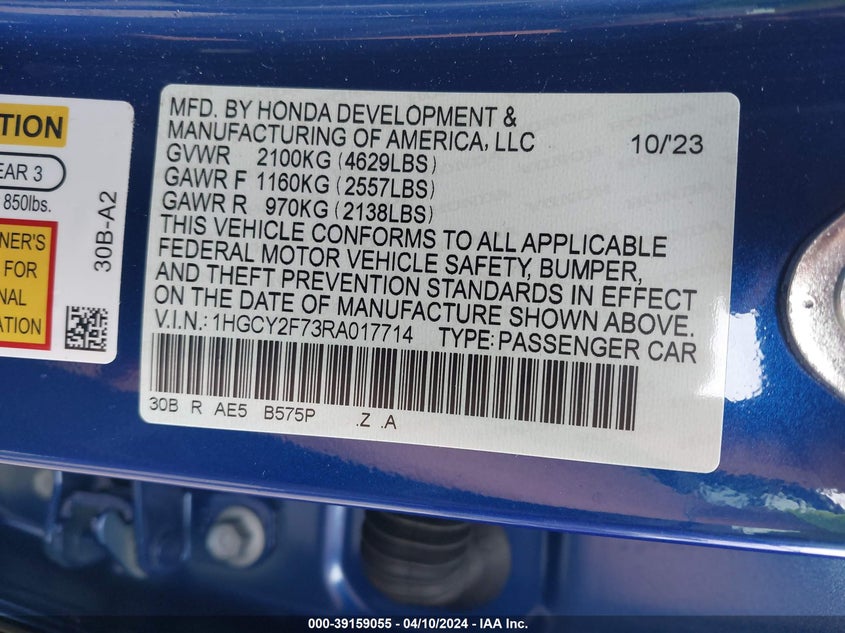 TION
EAR 3
850lbs.
NER'S
FOR
NAL
ATION
30B-A2
MFD. BY HONDA DEVELOPMENT &
MANUFACTURING OF AMERICA, LLC 10/'23
GVWR 2100KG (4629LBS)
GAWR F 1160KG (2557LBS)
GAWR R 970KG (2138LBS)
THIS VEHICLE CONFORMS TO ALL APPLICABLE
FEDERAL MOTOR VEHICLE SAFETY, BUMPER,
AND THEFT PREVENTION STANDARDS IN EFFECT
ON THE DATE OF MANUFACTURE SHOWN ABOVE.
V.I.N.: 1HGCY2F73RA017714 TYPE: PASSENGER CAR
30B R AE5 B575P .Z .A
000-39159055 - 04/10/2024 - IAA Inc.